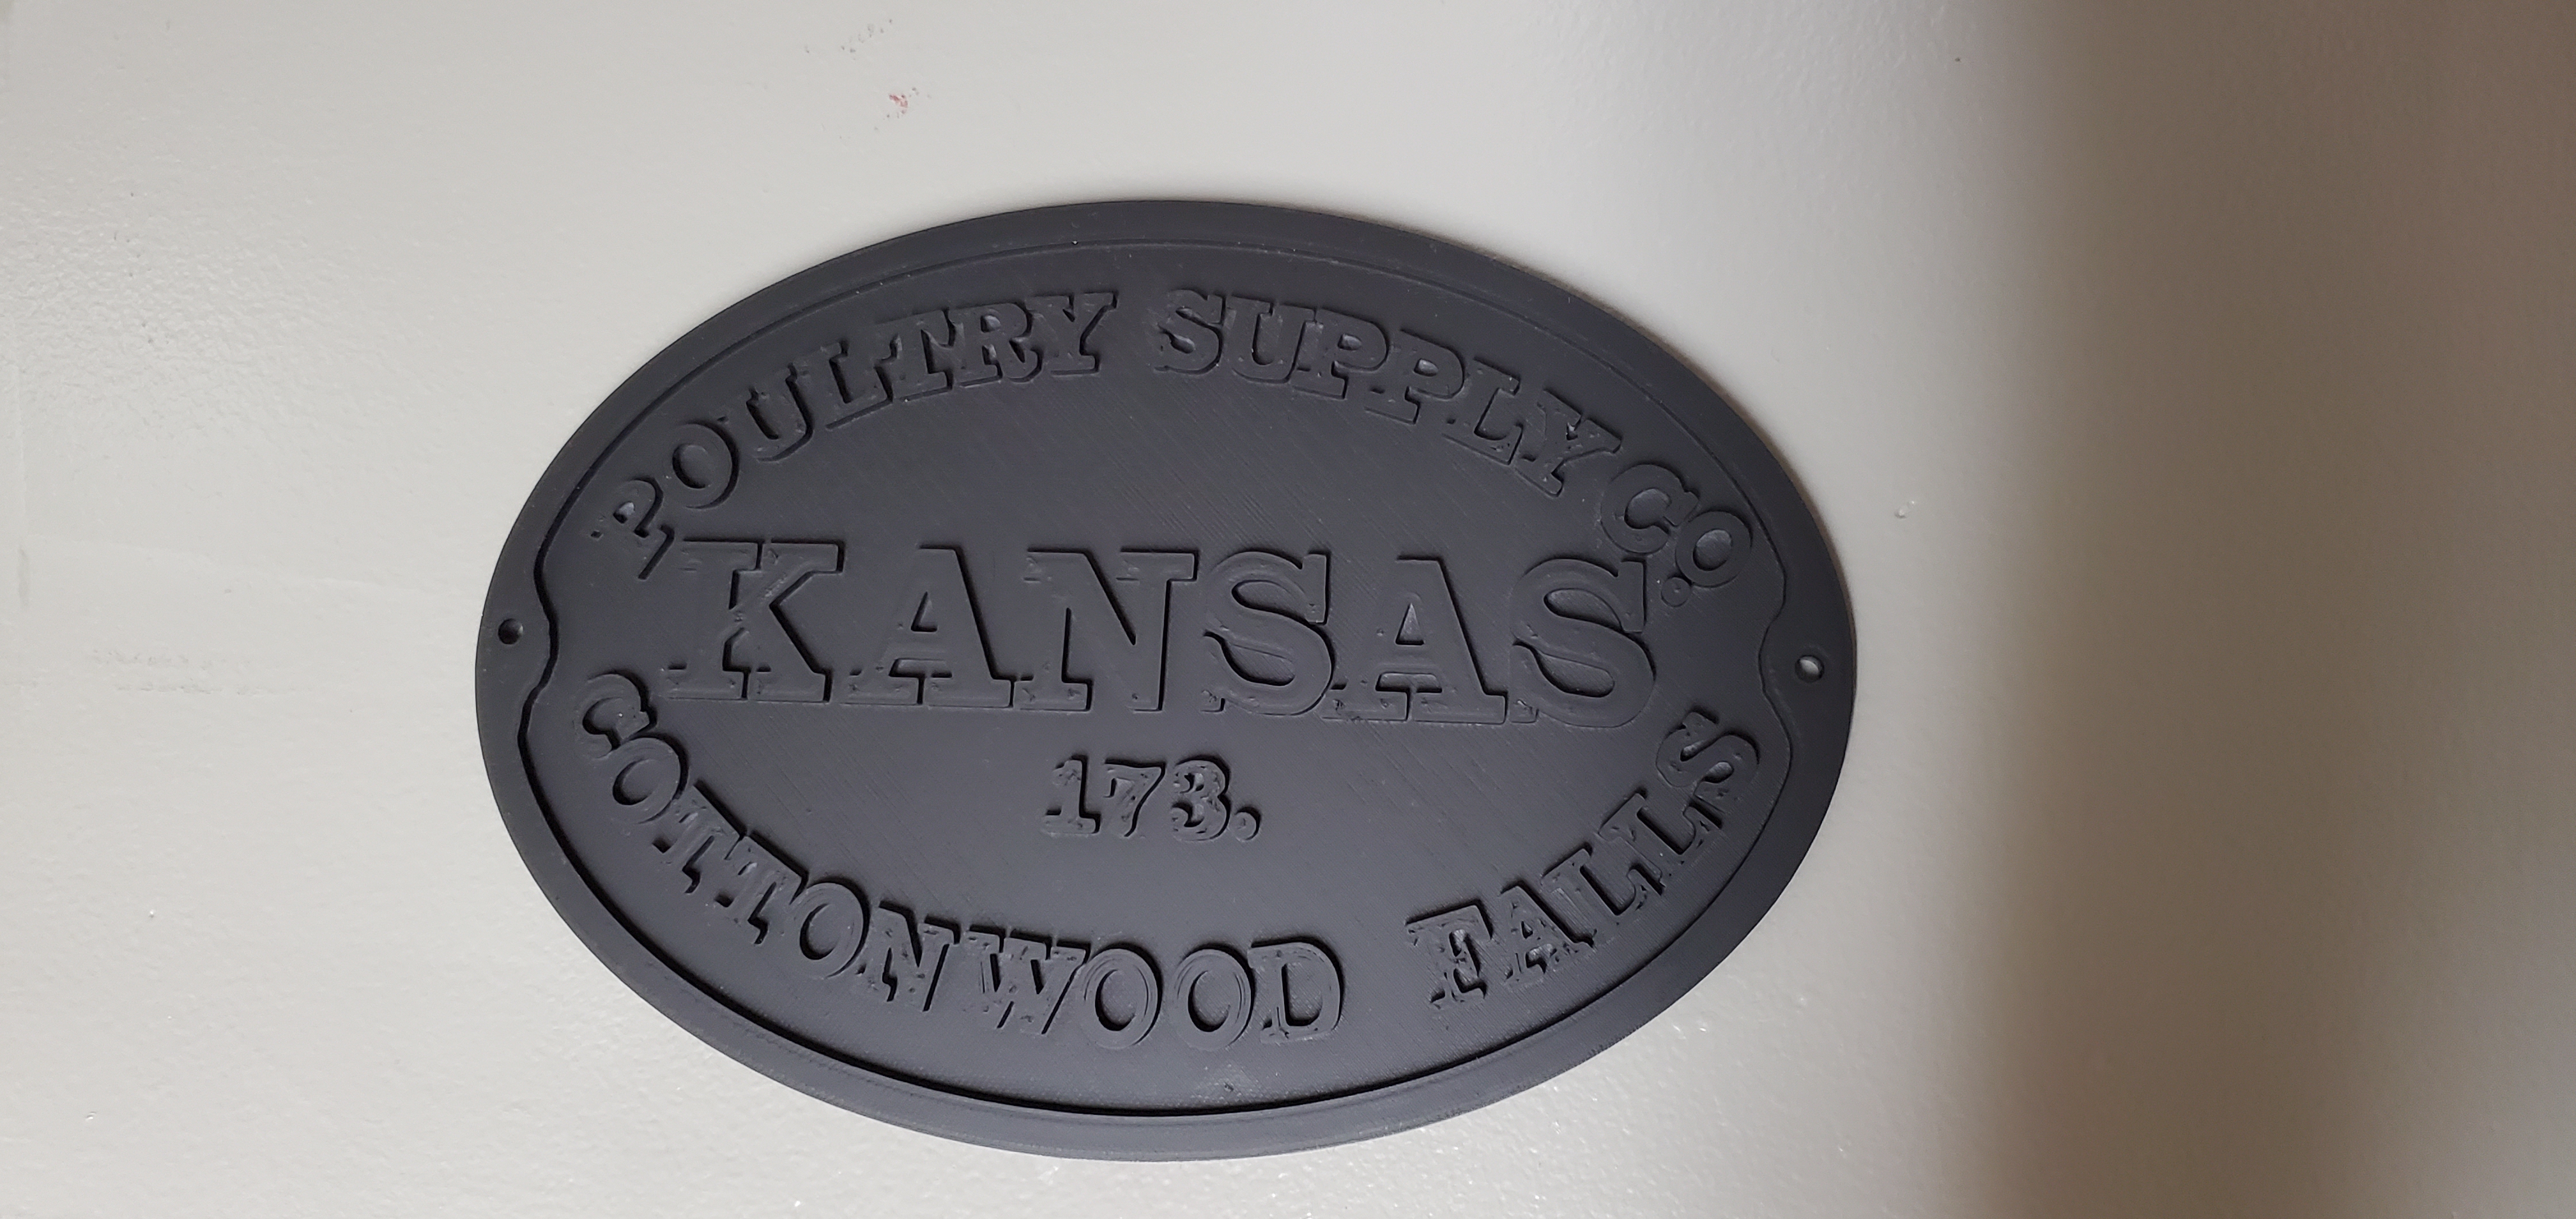 POULTRY SUPPLY CO.
KANSAS
173.
COTTONWOOD FALLS